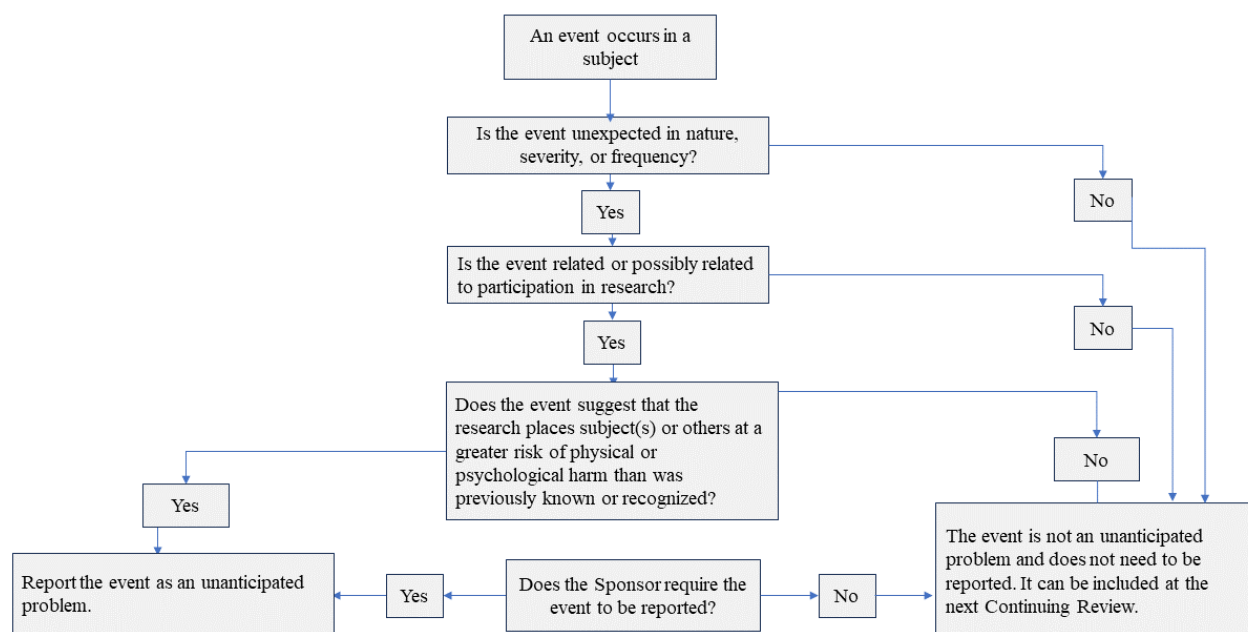 An event occurs in a
subject
Is the event unexpected in nature,
severity, or frequency?
No
Yes
Is the event related or possibly related
to participation in research?
No
Yes
Does the event suggest that the
research places subject(s) or others at a
greater risk of physical or
psychological harm than was
previously known or recognized?
No
Yes
The event is not an unanticipated
problem and does not need to be
reported. It can be included at the
next Continuing Review.
Report the event as an unanticipated
problem.
Yes
Does the Sponsor require the
event to be reported?
No